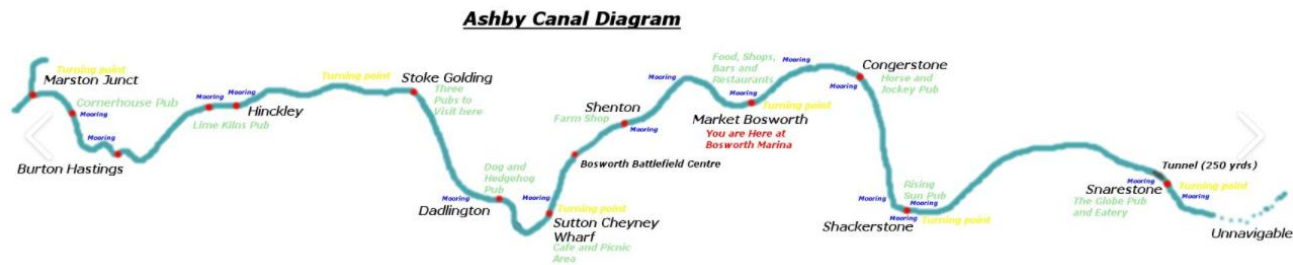 Ashby Canal Diagram
Turning point
Marston Junct
Cornerhouse Pub
Mooring
Mooring
Burton Hastings
Mooring
Mooring
Lime Kilns Pub
Hinckley
Turning point
Stoke Golding
Three
Pubs to
Visit here
Mooring
Dadlington
Dog and
Hedgehog
Pub
Mooring
Turning point
Sutton Cheyney
Wharf
Cafe and Picnic
Area
Bosworth Battlefield Centre
Farm Shop
Shenton
Mooring
Mooring
Food, Shops,
Bars and
Restaurants
Mooring
Turning point
Market Bosworth
You are Here at
Bosworth Marina
Mooring
Congerstone
Horse and
Jockey Pub
Mooring
Rising
Sun Pub
Mooring
Mooring
Turning point
Shackerstone
Tunnel (250 yrds)
Mooring
Turning point
Snarestone
The Globe Pub
and Eatery
Mooring
Unnavigable